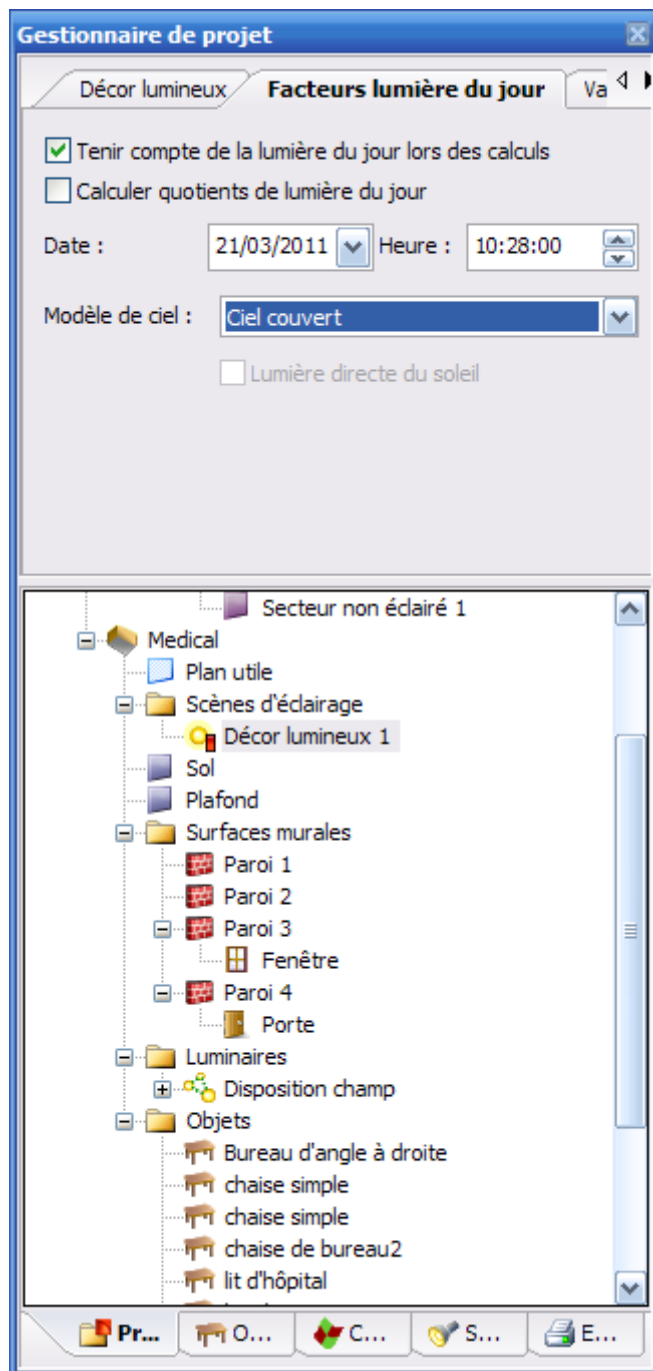 Gestionnaire de projet
Décor lumineux Facteurs lumière du jour Va
Tenir compte de la lumière du jour lors des calculs
Calculer quotients de lumière du jour
Date : 21/03/2011 Heure : 10:28:00
Modèle de ciel : Ciel couvert
Lumière directe du soleil
Secteur non éclairé 1
Medical
Plan utile
Scènes d'éclairage
Décor lumineux 1
Sol
Plafond
Surfaces murales
Paroi 1
Paroi 2
Paroi 3
Fenêtre
Paroi 4
Porte
Luminaires
Disposition champ
Objets
Bureau d'angle à droite
chaise simple
chaise simple
chaise de bureau2
lit d'hôpital
Pr... O... C... S... E...